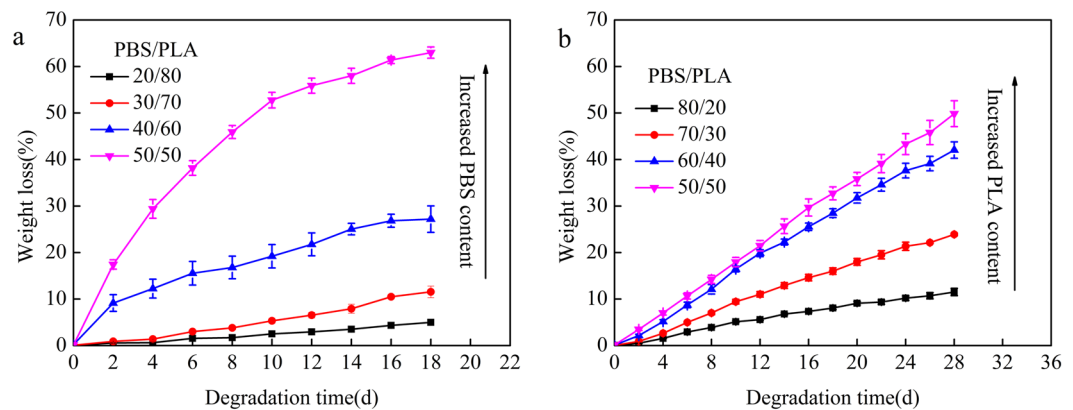 a
PBS/PLA
20/80
30/70
40/60
50/50
Increased PBS content
Weight loss(%)
70
60
50
40
30
20
10
0
0 2 4 6 8 10 12 14 16 18 20 22
Degradation time(d)
b
PBS/PLA
80/20
70/30
60/40
50/50
Increased PLA content
Weight loss(%)
70
60
50
40
30
20
10
0
0 4 8 12 16 20 24 28 32 36
Degradation time(d)